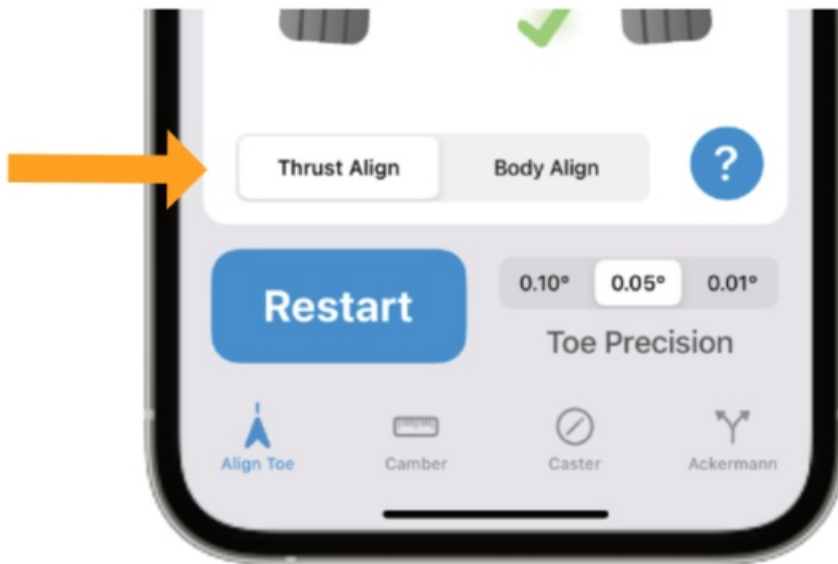 Thrust Align
Body Align
?
Restart
0.10°
0.05°
0.01°
Toe Precision
Align Toe
Camber
Caster
Ackermann